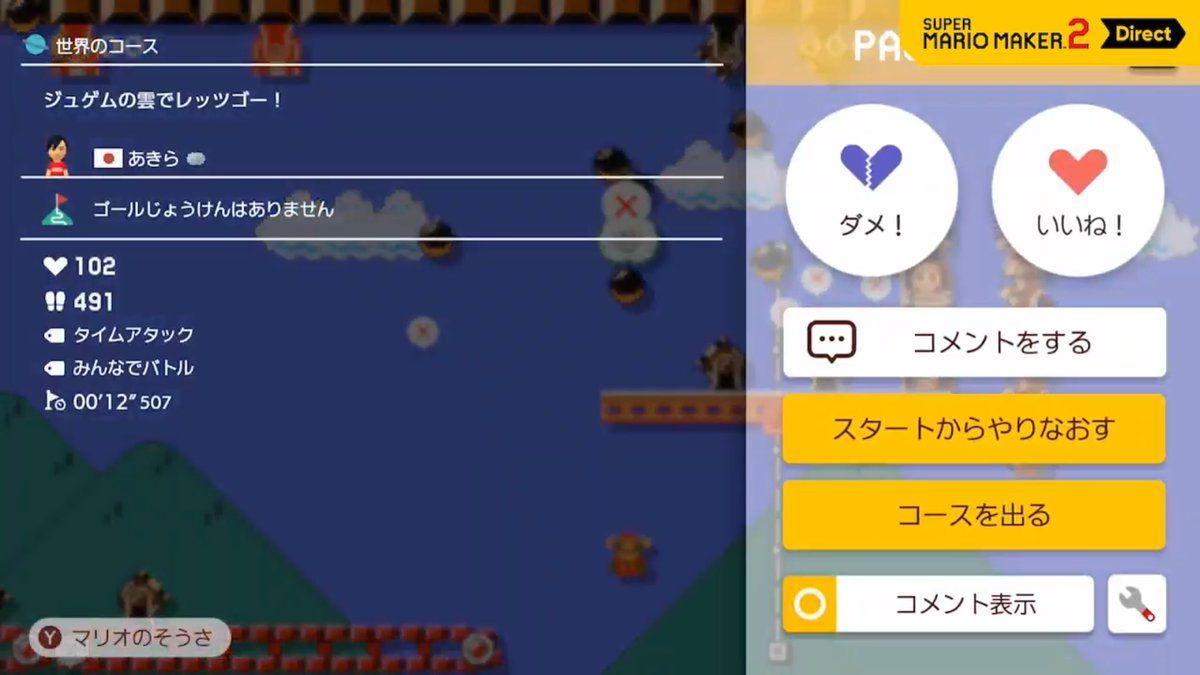 世界のコース
ジュゲムの雲でレッツゴー！
あきら
ゴールじょうけんはありません
102
491
タイムアタック
みんなでバトル
00'12"507
Y マリオのそうさ
SUPER
MARIO MAKER 2 Direct
ダメ！
いいね！
コメントをする
スタートからやりなおす
コースを出る
コメント表示